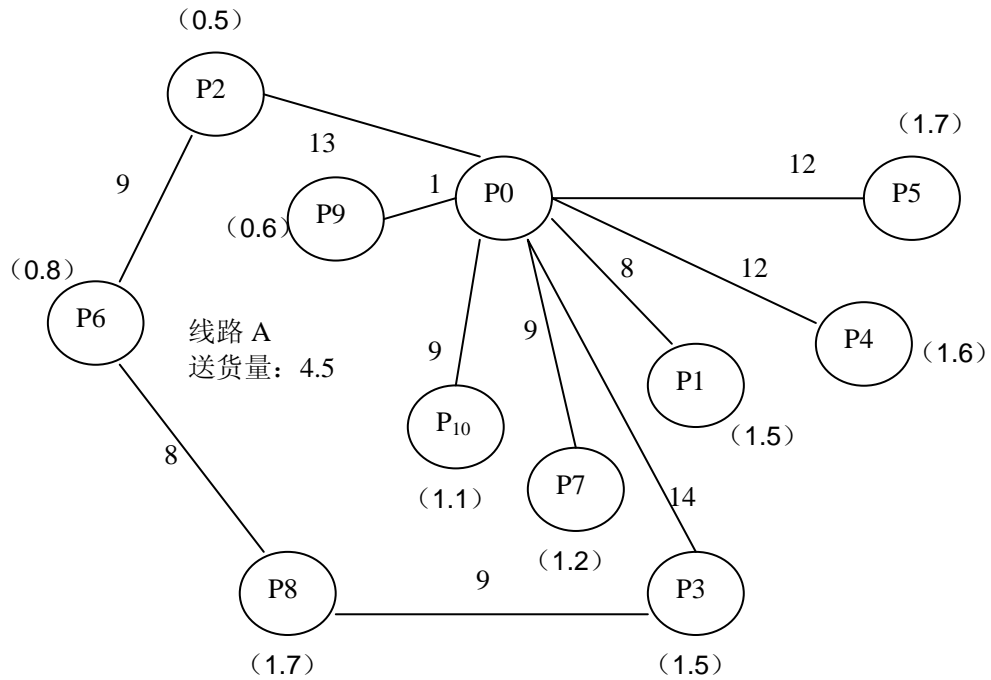 （0.5）
P2
13
9
（1.7）
12
P5
1
P0
P9
（0.6）
（0.8）
P6
线路 A
送货量：4.5
8
12
9
9
P4
（1.6）
P1
（1.5）
P10
（1.1）
P7
（1.2）
14
8
9
P8
P3
（1.7）
（1.5）